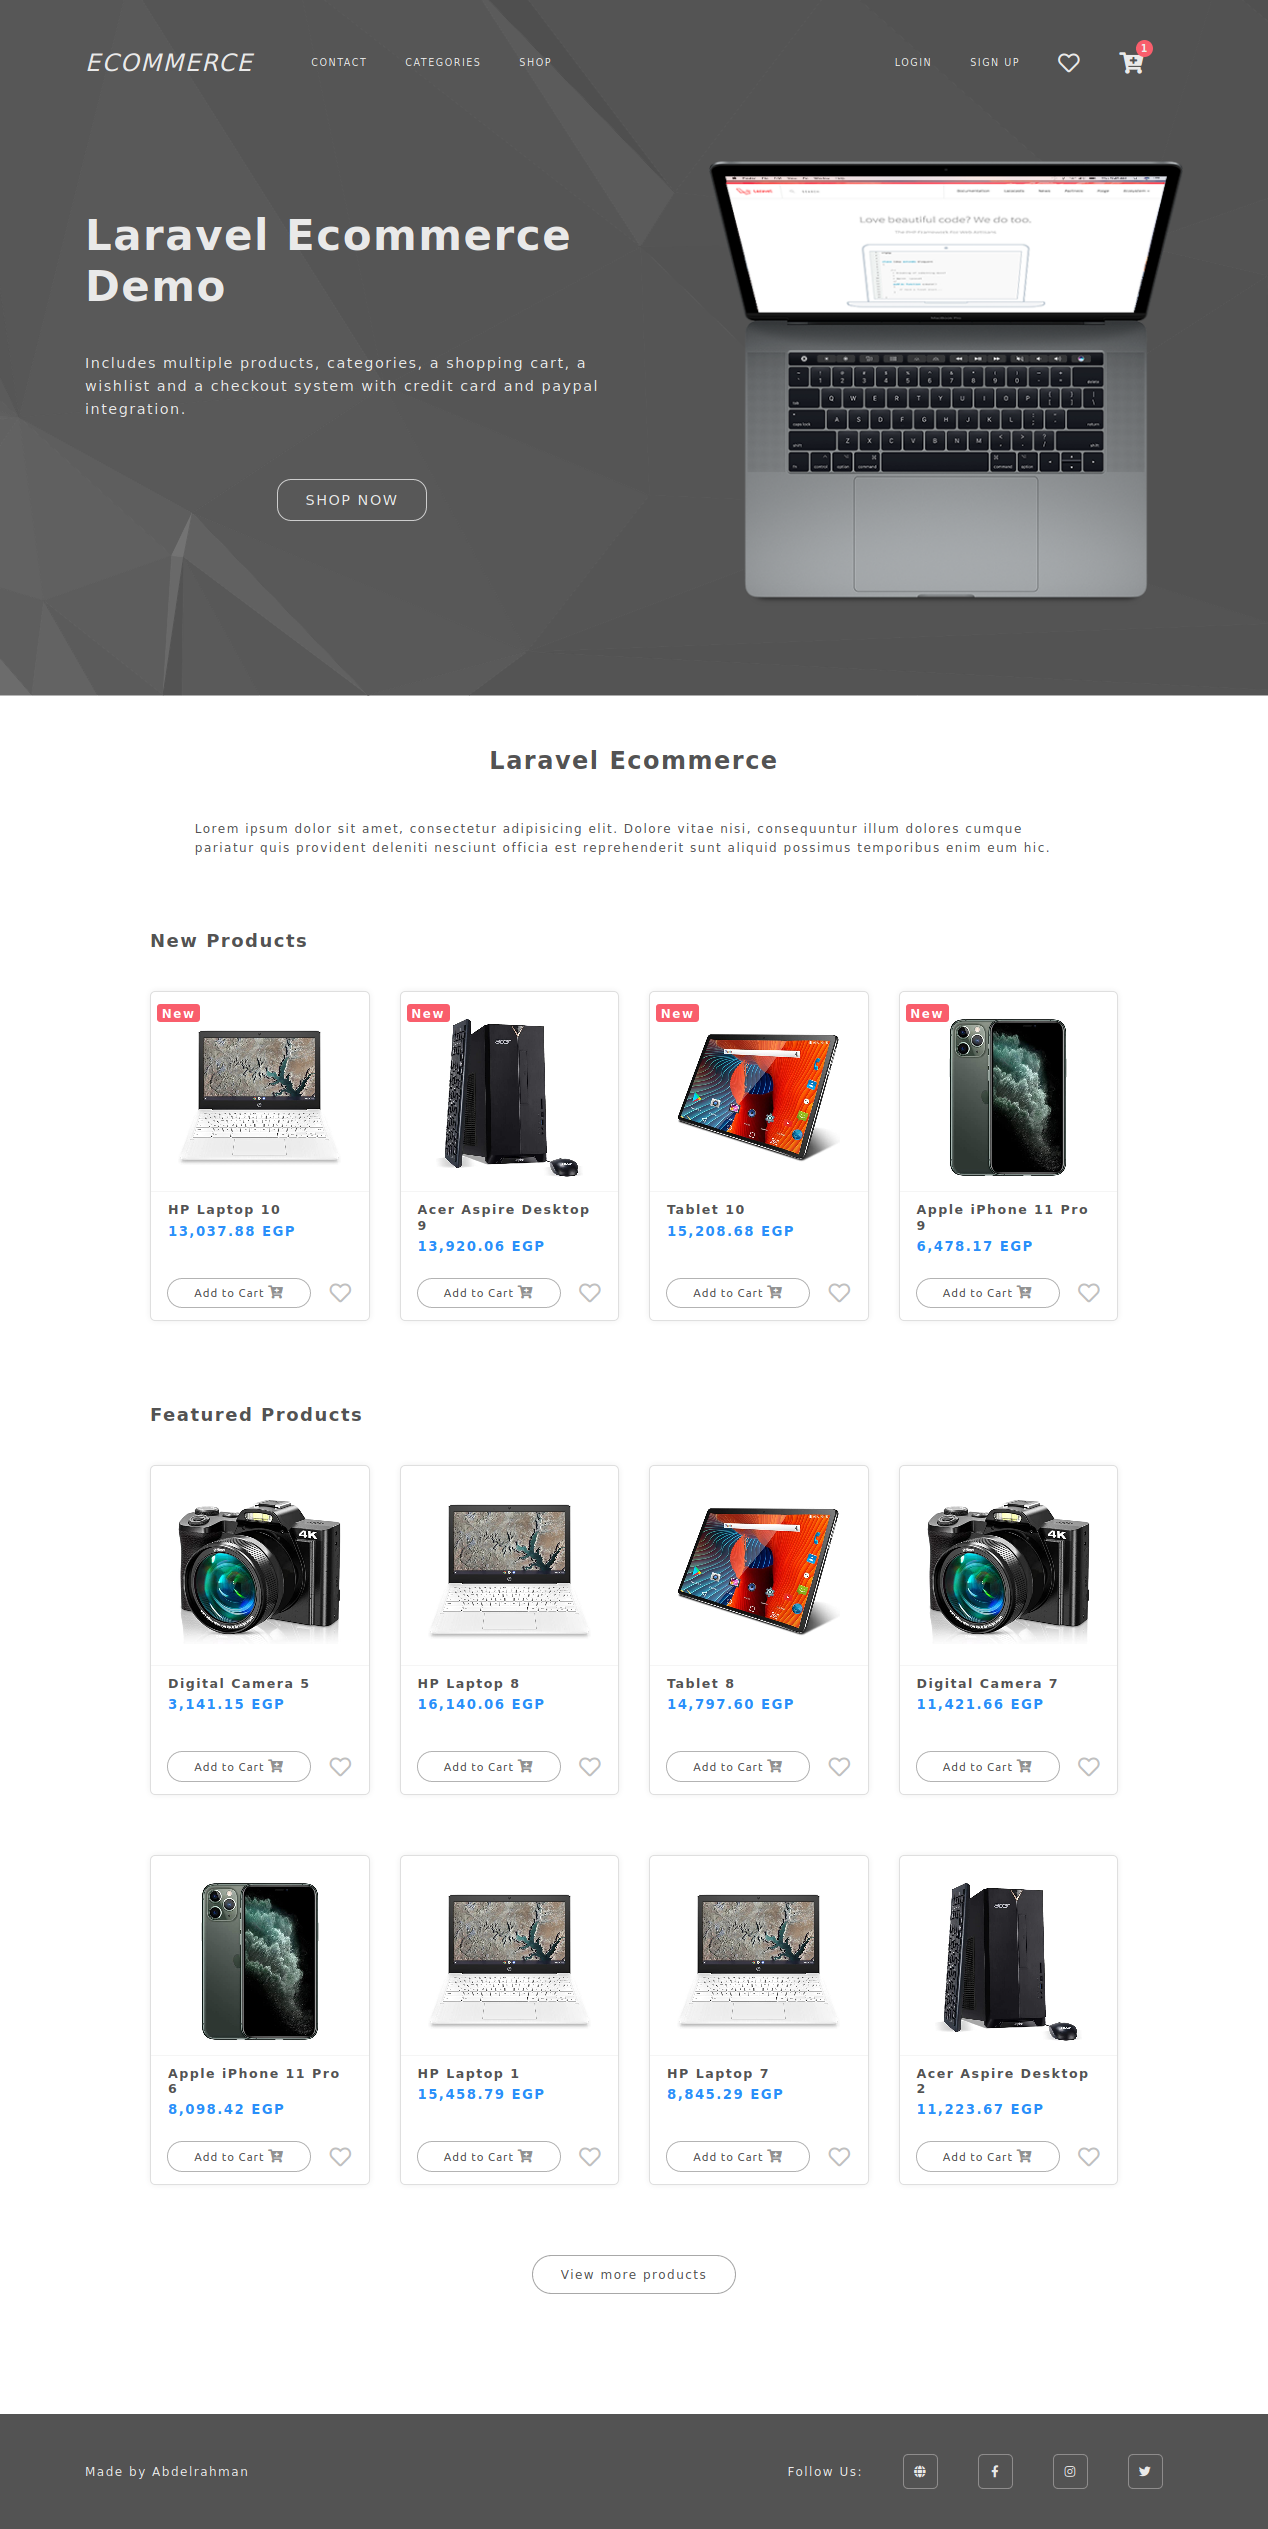 ECOMMERCE
CONTACT
CATEGORIES
SHOP
LOGIN
SIGN UP
1
Love beautiful code? We do too.
Laravel Ecommerce
Demo
Includes multiple products, categories, a shopping cart, a
wishlist and a checkout system with credit card and paypal
integration.
SHOP NOW
Laravel Ecommerce
Lorem ipsum dolor sit amet, consectetur adipisicing elit. Dolore vitae nisi, consequuntur illum dolores cumque
pariatur quis provident deleniti nesciunt officia est reprehenderit sunt aliquid possimus temporibus enim eum hic.
New Products
New
HP Laptop 10
13,037.88 EGP
Add to Cart
New
acer
Acer Aspire Desktop
9
13,920.06 EGP
Add to Cart
New
Tablet 10
15,208.68 EGP
Add to Cart
New
Apple iPhone 11 Pro
9
6,478.17 EGP
Add to Cart
Featured Products
4K
Digital Camera 5
3,141.15 EGP
Add to Cart
HP Laptop 8
16,140.06 EGP
Add to Cart
Tablet 8
14,797.60 EGP
Add to Cart
4K
Digital Camera 7
11,421.66 EGP
Add to Cart
Apple iPhone 11 Pro
6
8,098.42 EGP
Add to Cart
HP Laptop 1
15,458.79 EGP
Add to Cart
HP Laptop 7
8,845.29 EGP
Add to Cart
acer
Acer Aspire Desktop
2
11,223.67 EGP
Add to Cart
View more products
Made by Abdelrahman
Follow Us: